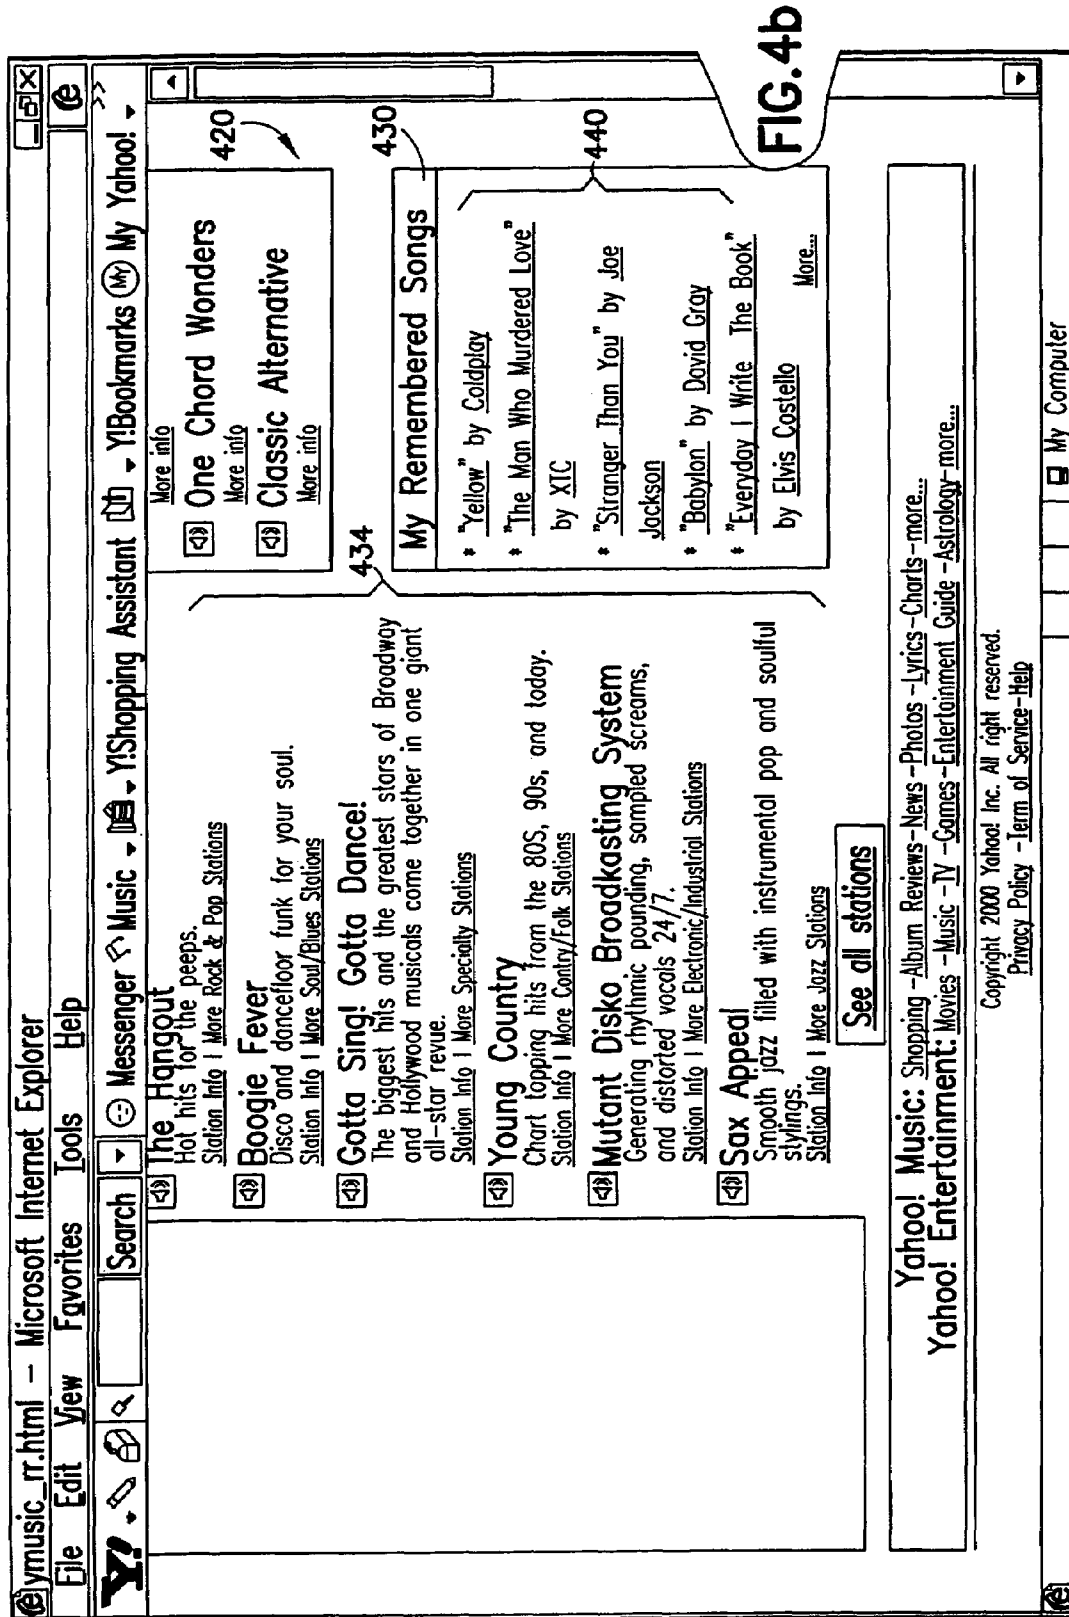 ymusic_rr.html – Microsoft Internet Explorer
File Edit View Favorites Tools Help
Y! Search Messenger Music Y!Shopping Assistant Y!Bookmarks My My Yahoo! >>
The Hangout
Hot hits for the peeps.
Station Info | More Rock & Pop Stations
Boogie Fever
Disco and dancefloor funk for your soul.
Station Info | More Soul/Blues Stations
Gotta Sing! Gotta Dance!
The biggest hits and the greatest stars of Broadway
and Hollywood musicals come together in one giant
all–star revue.
Station Info | More Specialty Stations
Young Country
Chart topping hits from the 80S, 90s, and today.
Station Info | More Contry/Folk Stations
Mutant Disko Broadkasting System
Generating rhythmic pounding, sampled screams,
and distorted vocals 24/7.
Station Info | More Electronic/Industrial Stations
Sax Appeal
Smooth jazz filled with instrumental pop and soulful
stylings.
Station Info | More Jazz Stations
See all stations
434
More info
One Chord Wonders
More info
Classic Alternative
More info
420
My Remembered Songs
430
* "Yellow" by Coldplay
* "The Man Who Murdered Love"
by XTC
* "Stranger Than You" by Joe
Jackson
* "Babylon" by David Gray
* "Everyday I Write The Book"
by Elvis Costello
More...
440
Yahoo! Music: Shopping –Album Reviews–News–Photos–Lyrics–Charts–more...
Yahoo! Entertainment: Movies –Music –TV –Games–Entertainment Guide–Astrology–more...
Copyright 2000 Yahoo! Inc. All right reserved.
Privacy Policy –Term of Service–Help
My Computer
FIG.4b